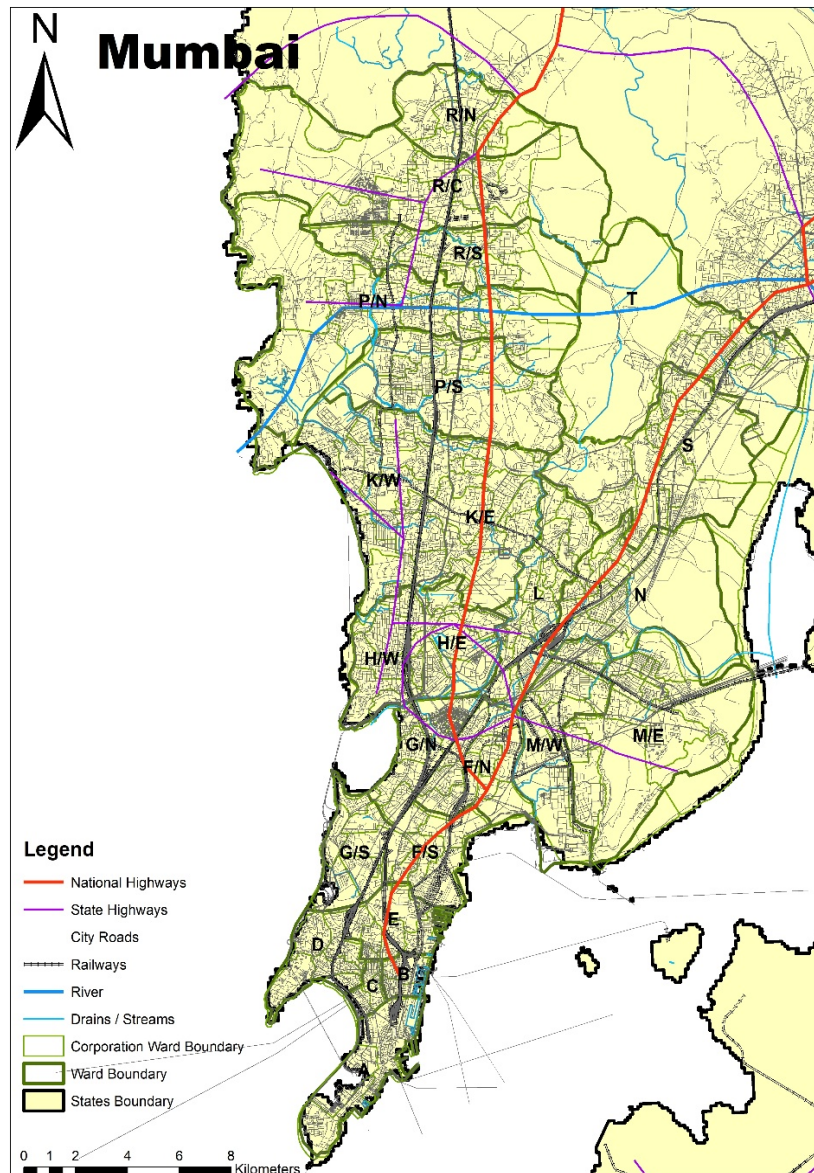 N
Mumbai
R/N
R/C
R/S
T
P/N
P/S
S
K/W
K/E
L
N
H/E
H/W
M/E
G/N
M/W
F/N
G/S
F/S
E
D
B
C
A
Legend
National Highways
State Highways
City Roads
Railways
River
Drains / Streams
Corporation Ward Boundary
Ward Boundary
States Boundary
0 1 2 4 6 8
Kilometers